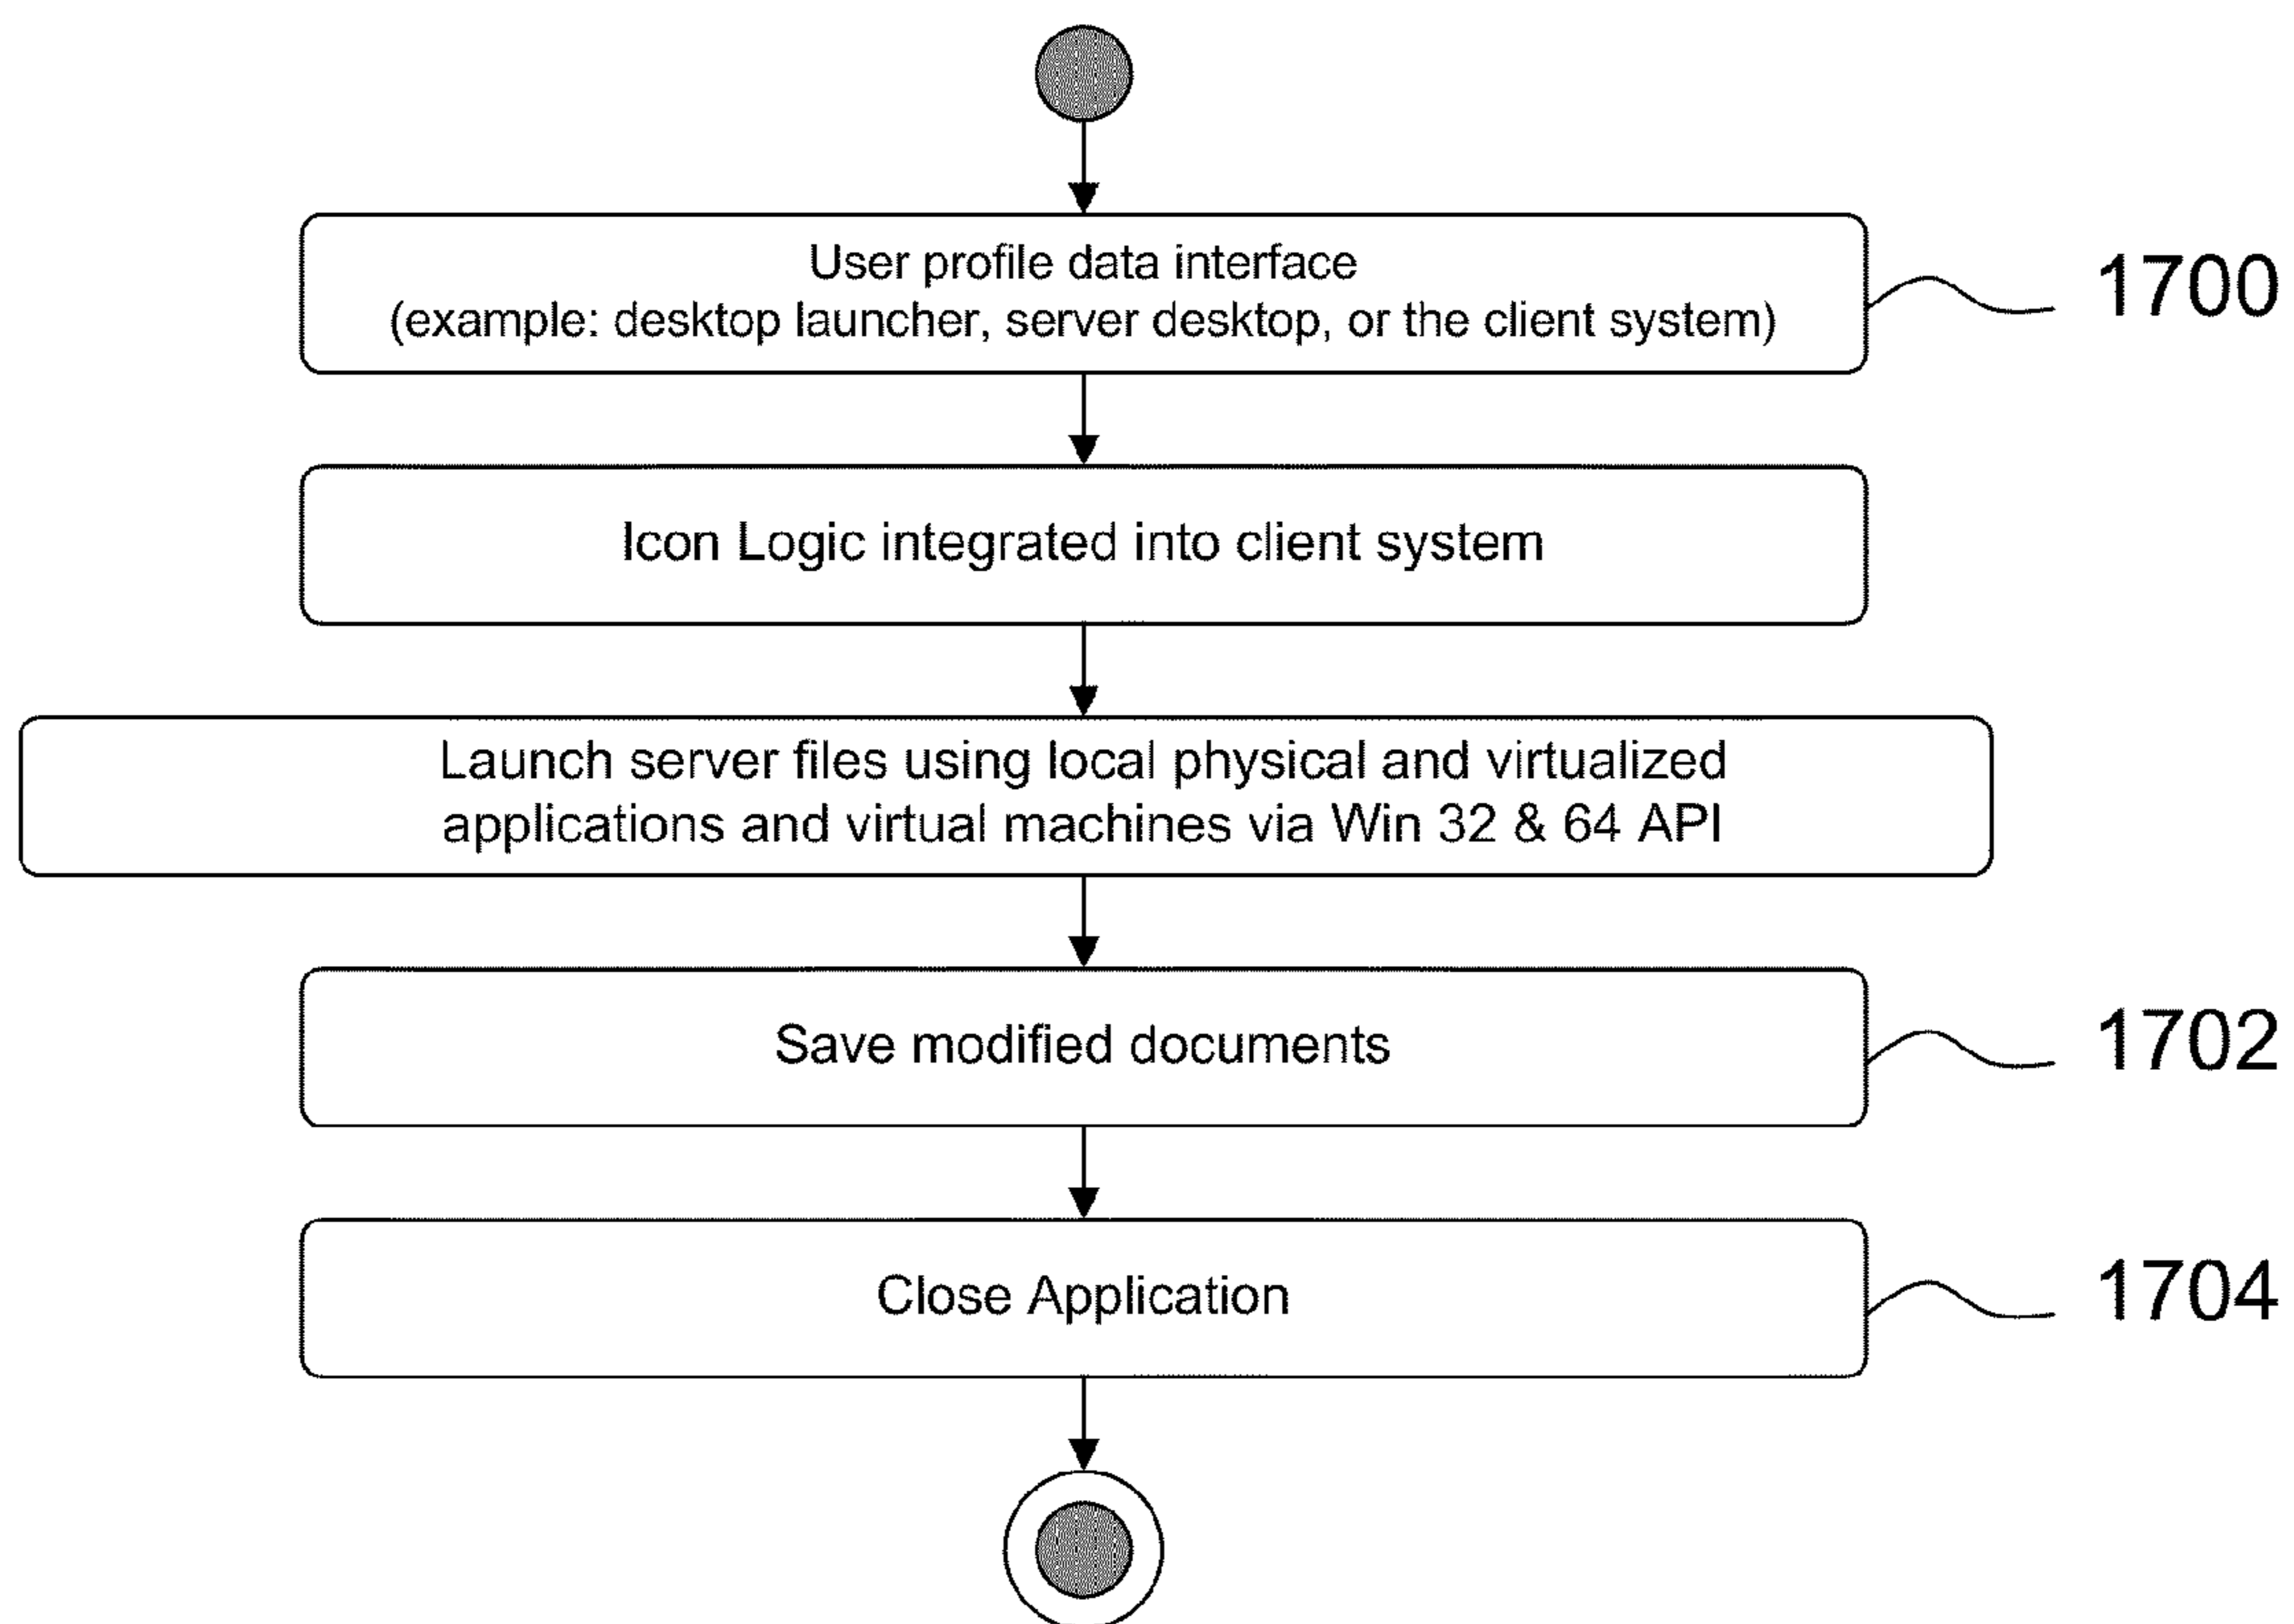 User profile data interface
(example: desktop launcher, server desktop, or the client system)
1700
Icon Logic integrated into client system
Launch server files using local physical and virtualized
applications and virtual machines via Win 32 & 64 API
Save modified documents
1702
Close Application
1704